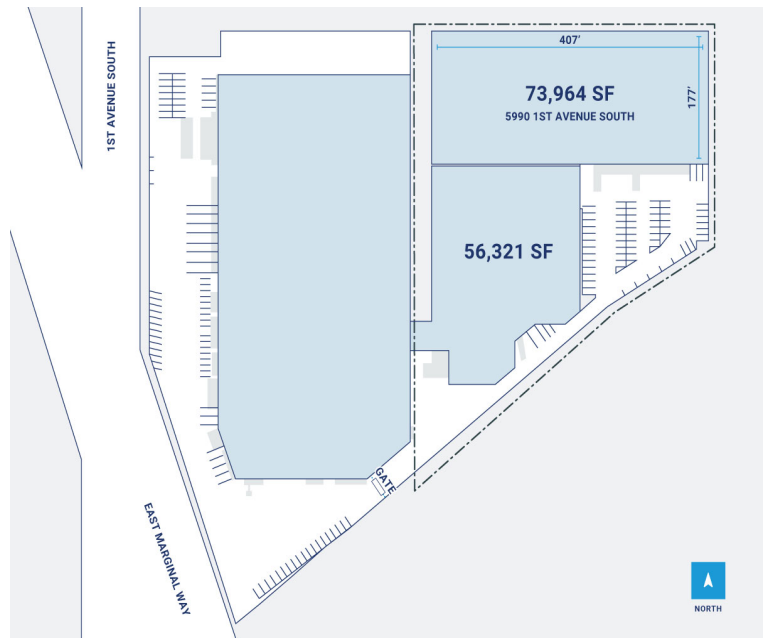 1ST AVENUE SOUTH
407'
73,964 SF
5990 1ST AVENUE SOUTH
177'
56,321 SF
GATE
EAST MARGINAL WAY
NORTH